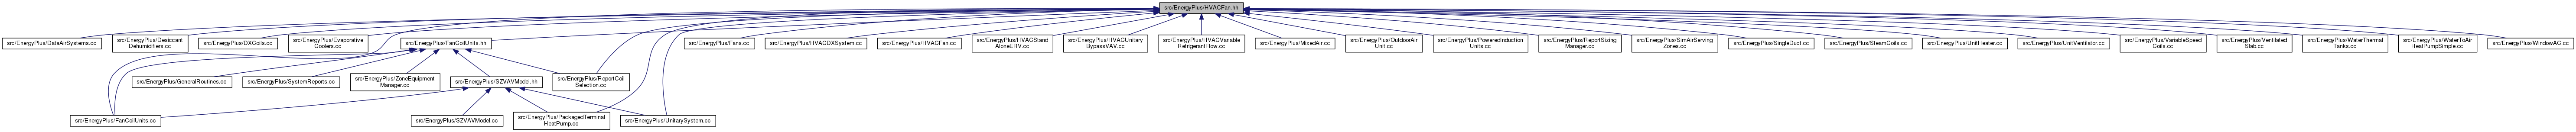 src/EnergyPlus/HVACFan.hh
src/EnergyPlus/DataAirSystems.cc
src/EnergyPlus/Desiccant
Dehumidifiers.cc
src/EnergyPlus/DXCoils.cc
src/EnergyPlus/Evaporative
Coolers.cc
src/EnergyPlus/FanCoilUnits.hh
src/EnergyPlus/Fans.cc
src/EnergyPlus/HVACDXSystem.cc
src/EnergyPlus/HVACFan.cc
src/EnergyPlus/HVACStand
AloneERV.cc
src/EnergyPlus/HVACUnitary
BypassVAV.cc
src/EnergyPlus/HVACVariable
RefrigerantFlow.cc
src/EnergyPlus/MixedAir.cc
src/EnergyPlus/OutdoorAir
Unit.cc
src/EnergyPlus/PoweredInduction
Units.cc
src/EnergyPlus/ReportSizing
Manager.cc
src/EnergyPlus/SimAirServing
Zones.cc
src/EnergyPlus/SingleDuct.cc
src/EnergyPlus/SteamCoils.cc
src/EnergyPlus/UnitHeater.cc
src/EnergyPlus/UnitVentilator.cc
src/EnergyPlus/VariableSpeed
Coils.cc
src/EnergyPlus/Ventilated
Slab.cc
src/EnergyPlus/WaterThermal
Tanks.cc
src/EnergyPlus/WaterToAir
HeatPumpSimple.cc
src/EnergyPlus/WindowAC.cc
src/EnergyPlus/GeneralRoutines.cc
src/EnergyPlus/SystemReports.cc
src/EnergyPlus/ZoneEquipment
Manager.cc
src/EnergyPlus/SZVAVModel.hh
src/EnergyPlus/ReportCoil
Selection.cc
src/EnergyPlus/FanCoilUnits.cc
src/EnergyPlus/SZVAVModel.cc
src/EnergyPlus/PackagedTerminal
HeatPump.cc
src/EnergyPlus/UnitarySystem.cc